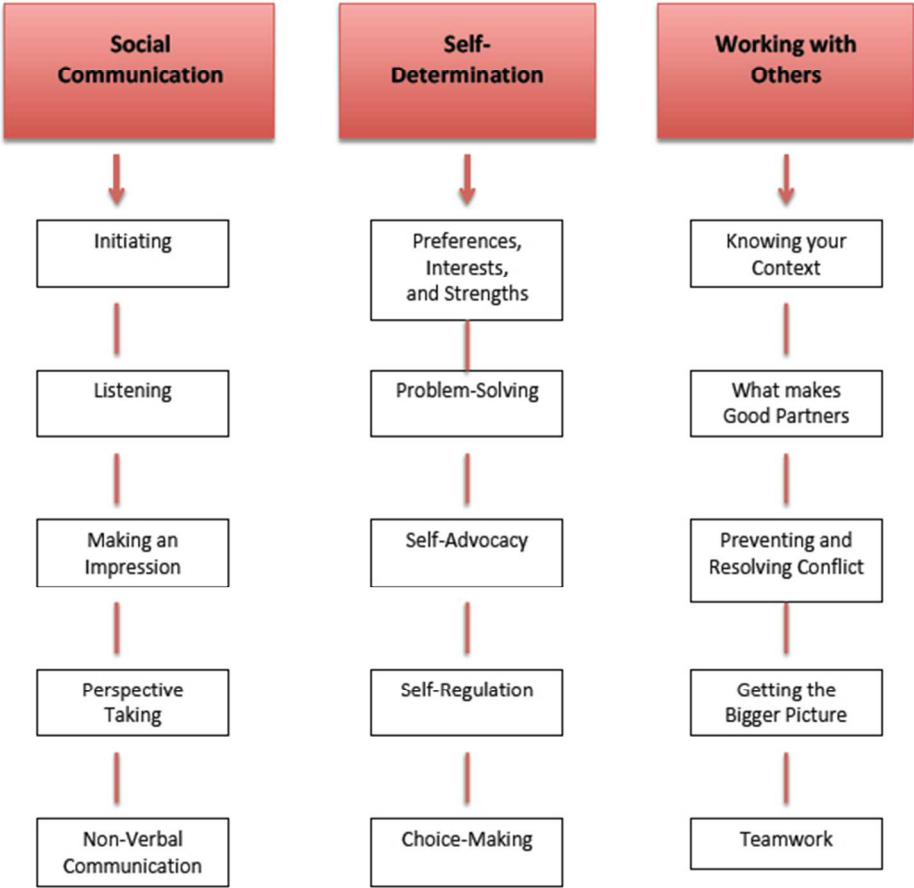 Social
Communication
Initiating
Listening
Making an
Impression
Perspective
Taking
Non-Verbal
Communication
Self-
Determination
Preferences,
Interests,
and Strengths
Problem-Solving
Self-Advocacy
Self-Regulation
Choice-Making
Working with
Others
Knowing your
Context
What makes
Good Partners
Preventing and
Resolving Conflict
Getting the
Bigger Picture
Teamwork